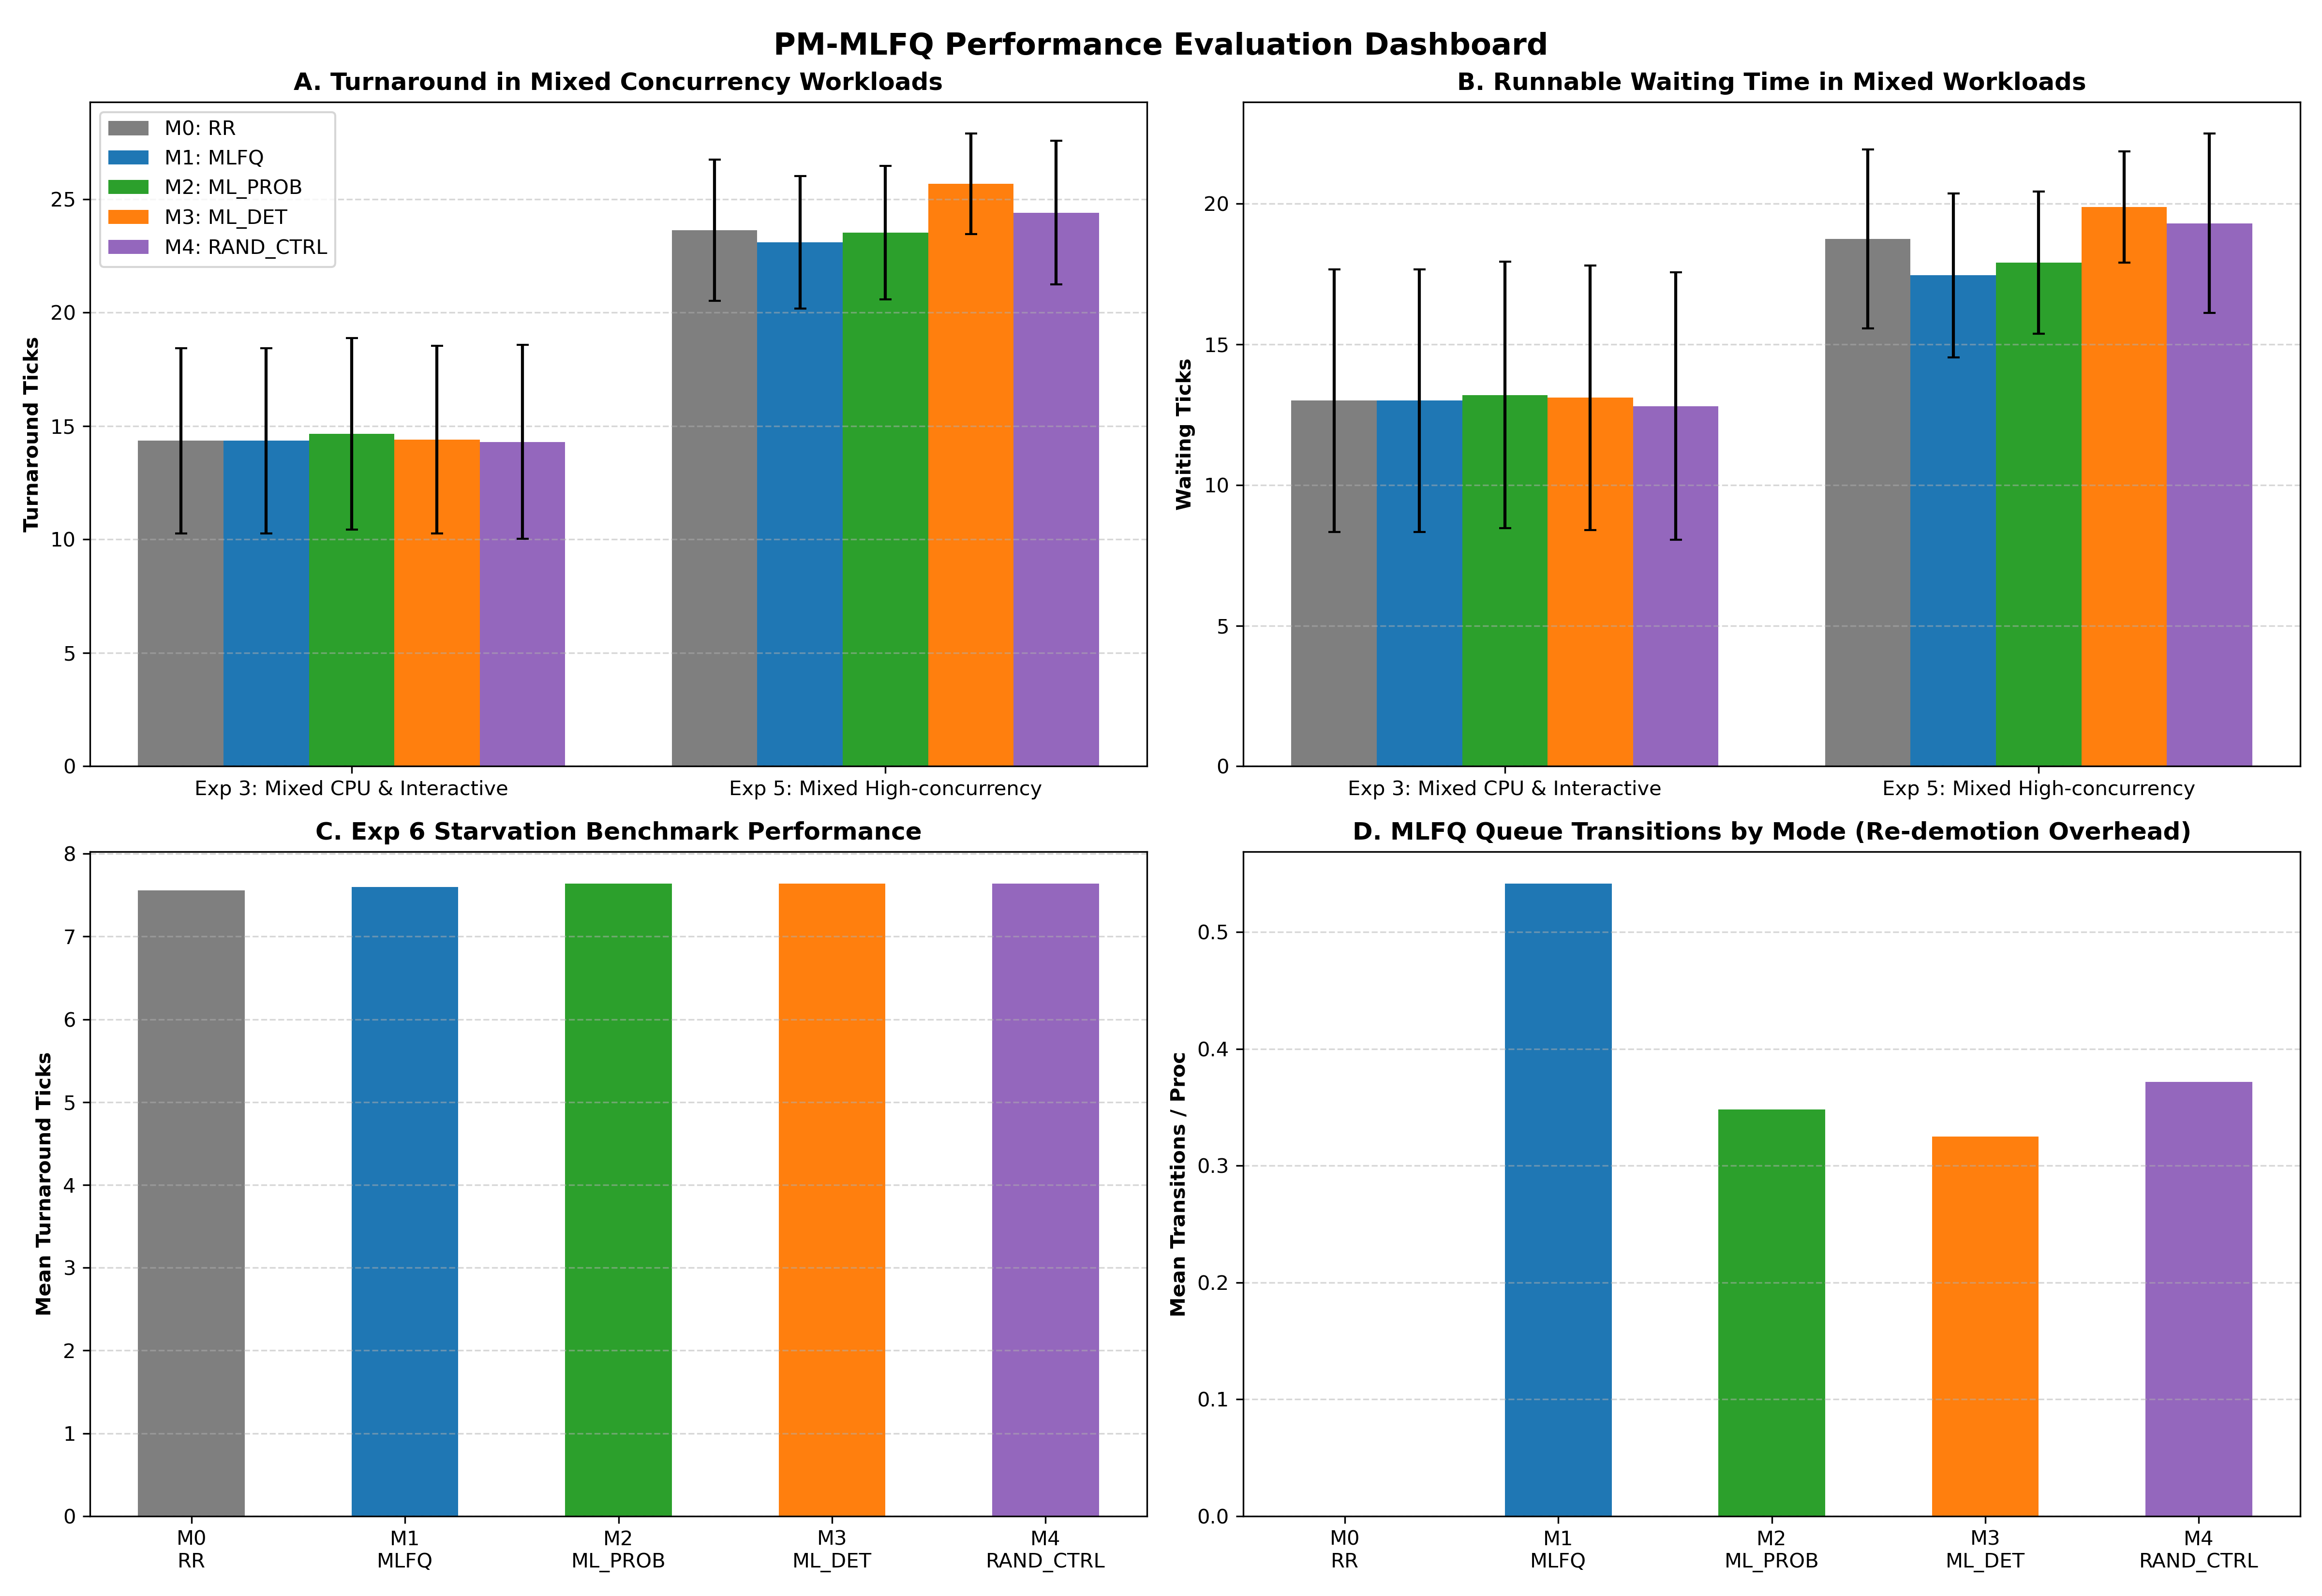 PM-MLFQ Performance Evaluation Dashboard
A. Turnaround in Mixed Concurrency Workloads
M0: RR
M1: MLFQ
M2: ML_PROB
M3: ML_DET
M4: RAND_CTRL
Turnaround Ticks
25
20
15
10
5
0
Exp 3: Mixed CPU & Interactive
Exp 5: Mixed High-concurrency
B. Runnable Waiting Time in Mixed Workloads
Waiting Ticks
20
15
10
5
0
Exp 3: Mixed CPU & Interactive
Exp 5: Mixed High-concurrency
C. Exp 6 Starvation Benchmark Performance
Mean Turnaround Ticks
8
7
6
5
4
3
2
1
0
M0
RR
M1
MLFQ
M2
ML_PROB
M3
ML_DET
M4
RAND_CTRL
D. MLFQ Queue Transitions by Mode (Re-demotion Overhead)
Mean Transitions / Proc
0.5
0.4
0.3
0.2
0.1
0.0
M0
RR
M1
MLFQ
M2
ML_PROB
M3
ML_DET
M4
RAND_CTRL